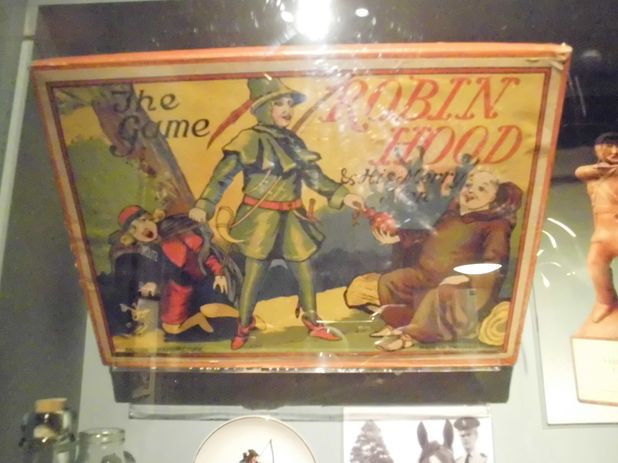 The
Game
ROBIN
HOOD
& His Merry